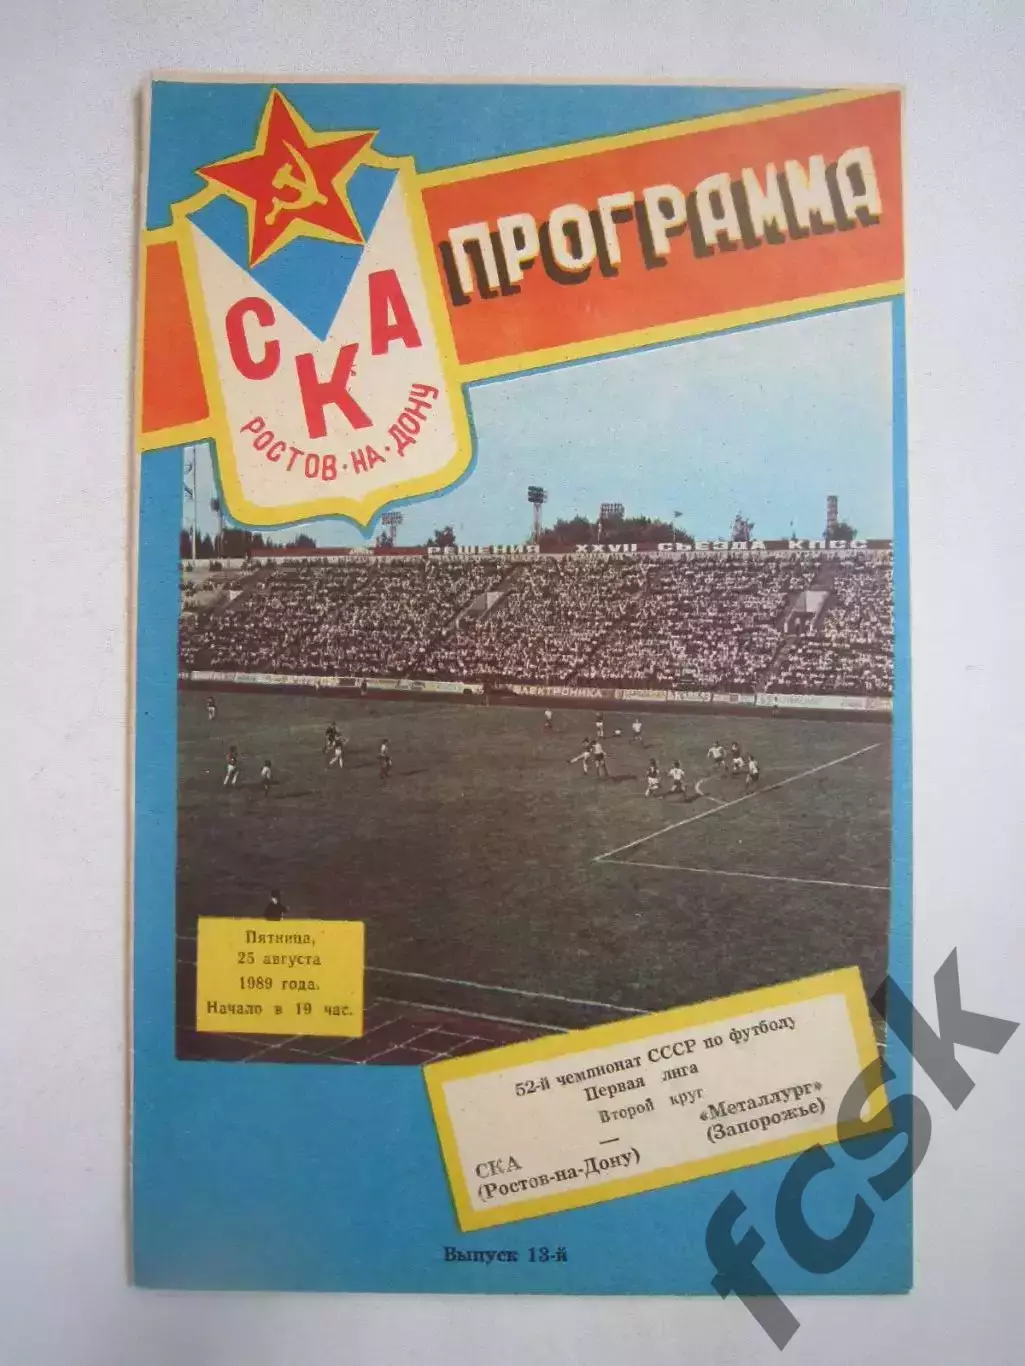 ПРОГРАММА
СКА
РОСТОВ·НА·ДОНУ
РЕШЕНИЯ XXVII СЪЕЗДА КПСС
ЭЛЕКТРОНИКА
Пятница,
25 августа
1989 года.
Начало в 19 час.
52-й чемпионат СССР по футболу
Первая лига
Второй круг
СКА — «Металлург»
(Ростов-на-Дону) (Запорожье)
Выпуск 13-й
fcsk